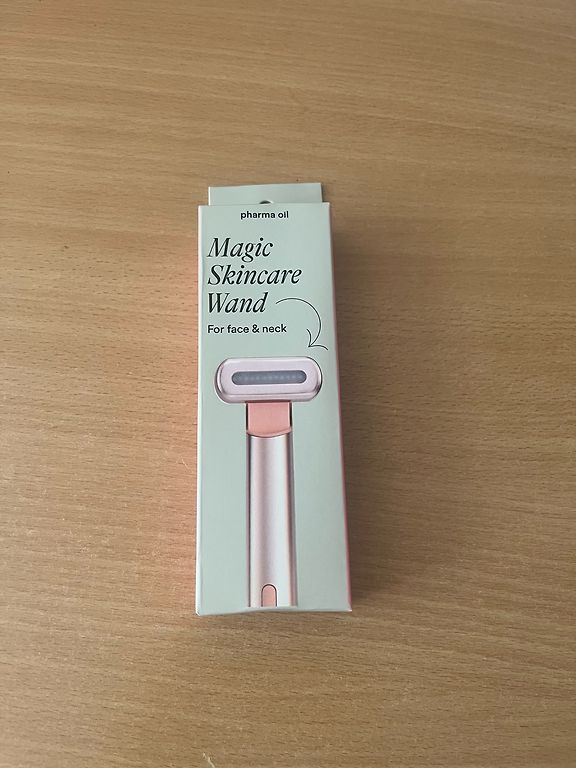 pharma oil
Magic
Skincare
Wand
For face & neck